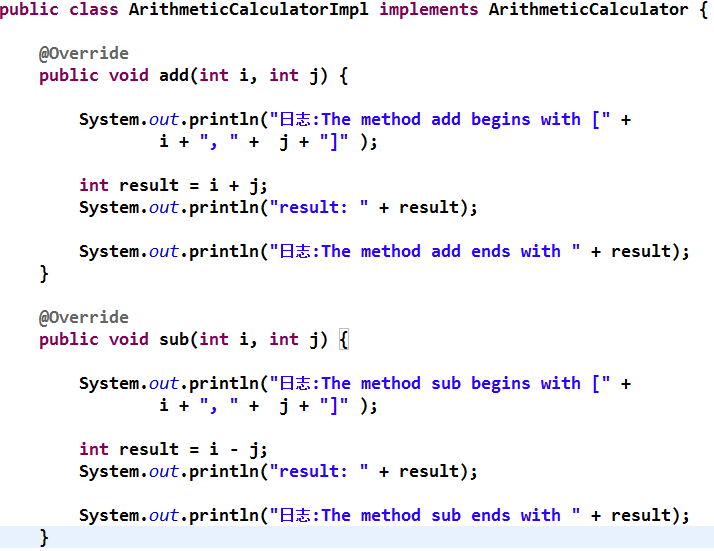 public class ArithmeticCalculatorImpl implements ArithmeticCalculator {
@Override
public void add(int i, int j) {
System.out.println("日志:The method add begins with [" +
i + ", " +  j + "]" );
int result = i + j;
System.out.println("result: " + result);
System.out.println("日志:The method add ends with " + result);
}
@Override
public void sub(int i, int j) {
System.out.println("日志:The method sub begins with [" +
i + ", " +  j + "]" );
int result = i - j;
System.out.println("result: " + result);
System.out.println("日志:The method sub ends with " + result);
}